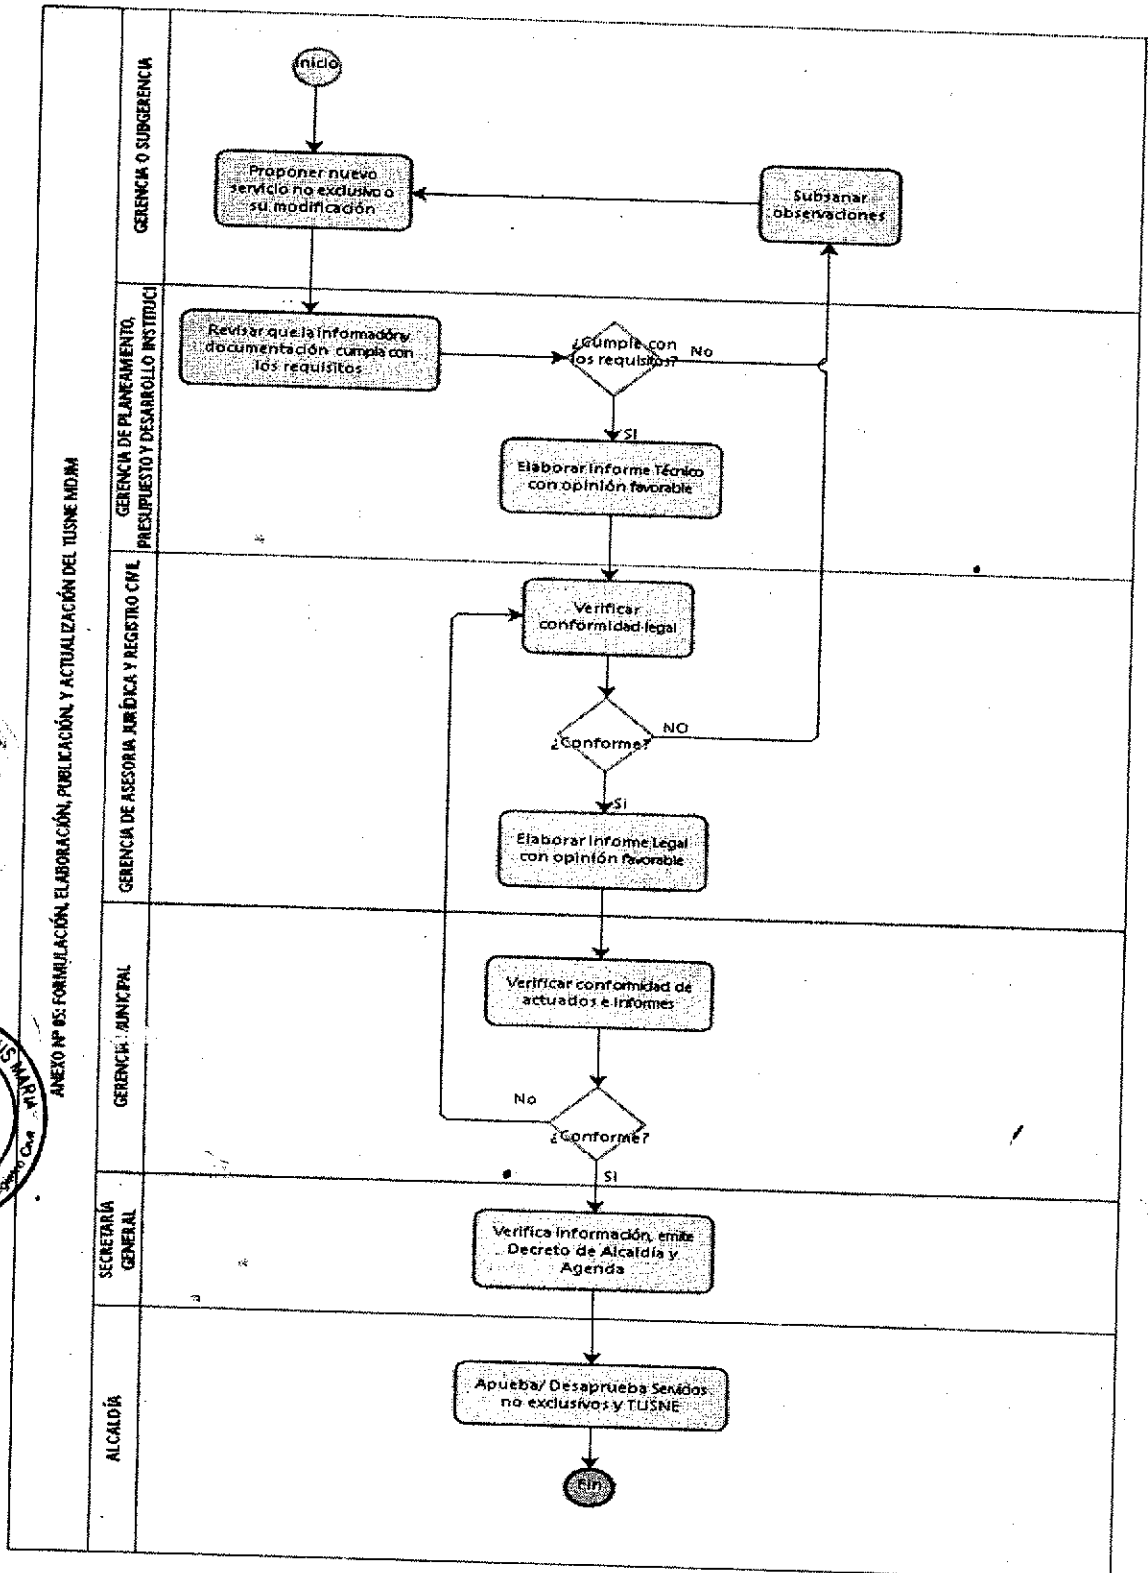 ANEXO Nº 05: FORMULACIÓN, ELABORACIÓN, PUBLICACIÓN, Y ACTUALIZACIÓN DEL TUSNE MDJM
GERENCIA O SUBGERENCIA
Inicio
Proponer nuevo
servicio no exclusivo o
su modificación
Subsanar
observaciones
GERENCIA DE PLANEAMIENTO,
PRESUPUESTO Y DESARROLLO INSTITUCI
Revisar que la información/
documentación cumpla con
los requisitos
¿Cumple con
los requisitos?
No
SI
Elaborar Informe Técnico
con opinión favorable
GERENCIA DE ASESORIA JURÍDICA Y REGISTRO CIVIL
Verificar
conformidad legal
¿Conforme?
NO
Si
Elaborar Informe Legal
con opinión favorable
GERENCIA MUNICIPAL
Verificar conformidad de
actuados e informes
No
¿Conforme?
SI
SECRETARÍA
GENERAL
Verifica Información, emite
Decreto de Alcaldía y
Agenda
ALCALDÍA
Apueba/ Desaprueba Servicios
no exclusivos y TUSNE
Fin
MARIA